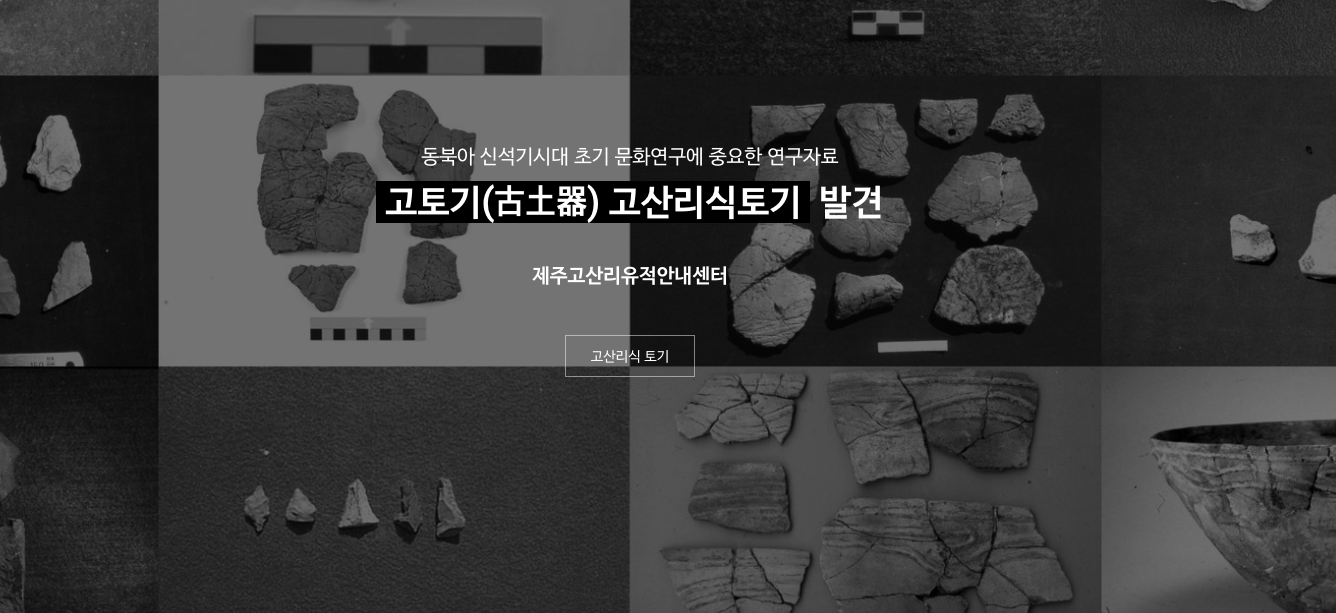 동북아 신석기시대 초기 문화연구에 중요한 연구자료
고토기(古土器) 고산리식토기 발견
제주고산리유적안내센터
고산리식 토기